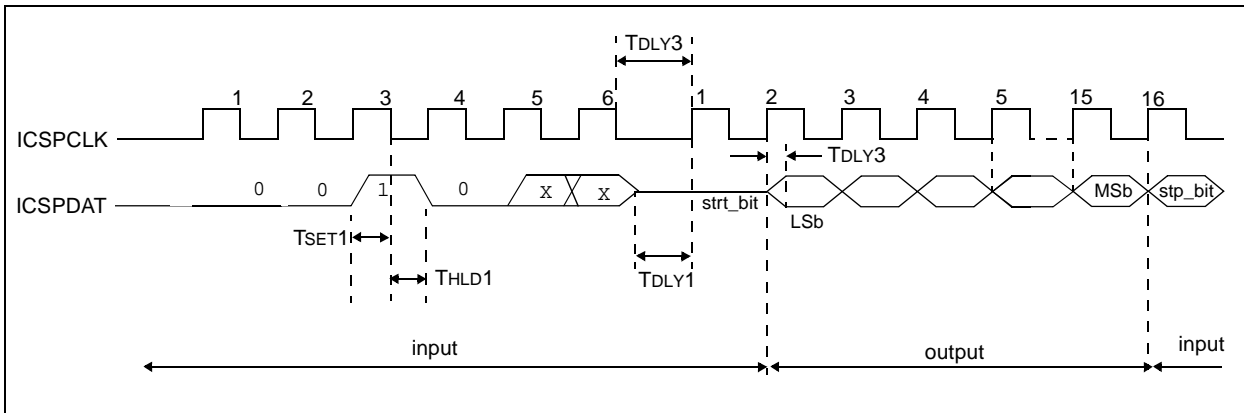 TDLY3
1 2 3 4 5 6 1 2 3 4 5 15 16
ICSPCLK
TDLY3
ICSPDAT
0 0 1 0 x x strt_bit LSb MSb stp_bit
TSET1
THLD1
TDLY1
input output input